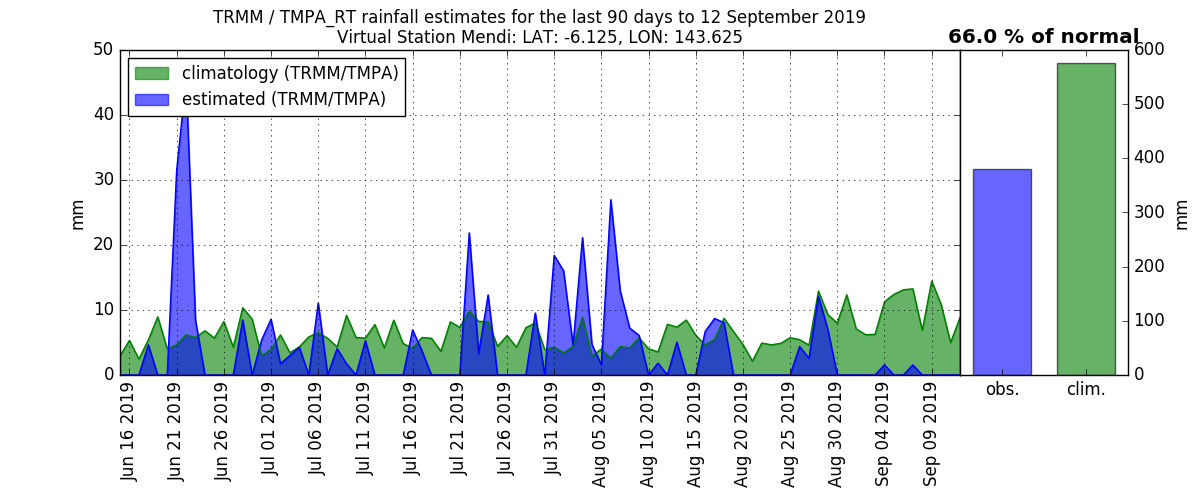 TRMM / TMPA_RT rainfall estimates for the last 90 days to 12 September 2019
Virtual Station Mendi: LAT: -6.125, LON: 143.625
66.0 % of normal
climatology (TRMM/TMPA)
estimated (TRMM/TMPA)
50
40
30
20
10
0
mm
Jun 16 2019
Jun 21 2019
Jun 26 2019
Jul 01 2019
Jul 06 2019
Jul 11 2019
Jul 16 2019
Jul 21 2019
Jul 26 2019
Jul 31 2019
Aug 05 2019
Aug 10 2019
Aug 15 2019
Aug 20 2019
Aug 25 2019
Aug 30 2019
Sep 04 2019
Sep 09 2019
obs.
clim.
600
500
400
300
200
100
0
mm